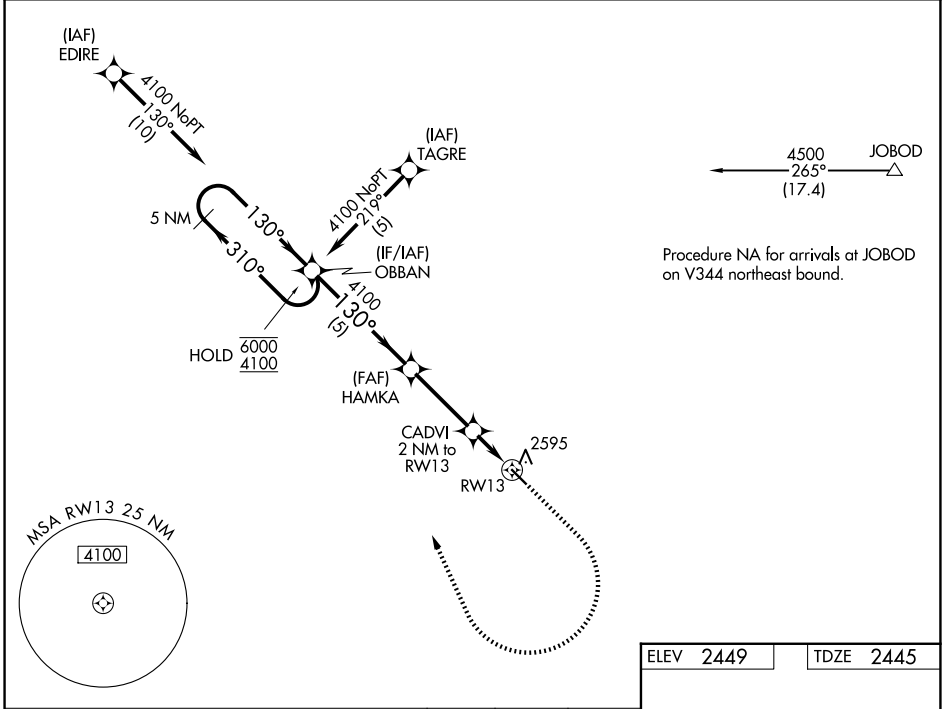 (IAF)
EDIRE
4100 NoPT
130°
(10)
(IAF)
TAGRE
4100 NoPT
219°
(5)
4500
JOBOD
265°
(17.4)
Procedure NA for arrivals at JOBOD
on V344 northeast bound.
5 NM
130°
310°
(IF/IAF)
OBBAN
4100
130°
(5)
HOLD
6000
4100
(FAF)
HAMKA
CADVI
2 NM to
RW13
2595
RW13
MSA RW13 25 NM
4100
ELEV 2449
TDZE 2445